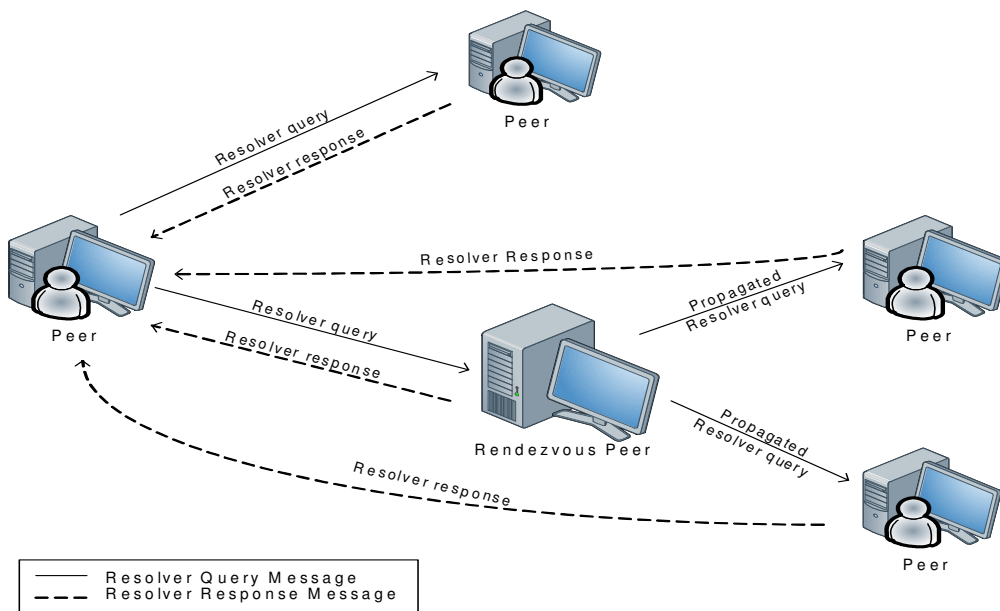 Peer
Resolver query
Resolver response
Resolver Response
Propagated
Resolver query
Peer
Peer
Resolver query
Resolver response
Rendezvous Peer
Propagated
Resolver query
Resolver response
Peer
Resolver Query Message
Resolver Response Message